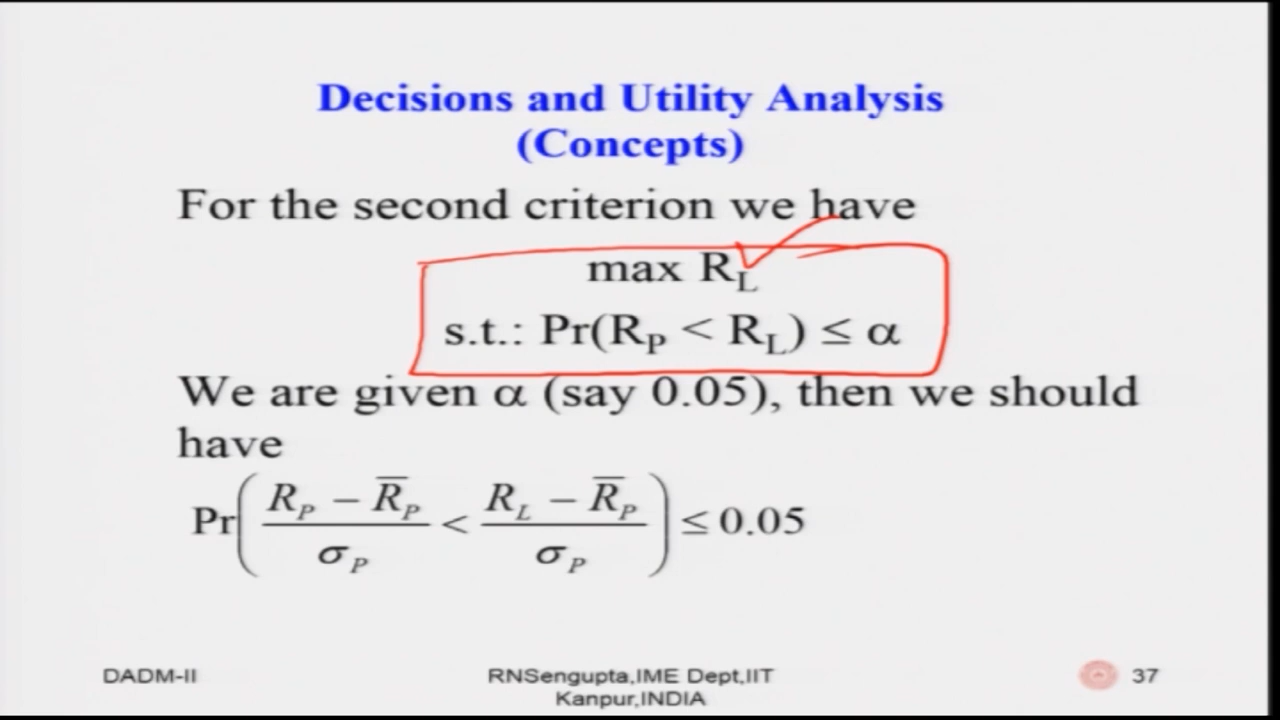 Decisions and Utility Analysis
(Concepts)
For the second criterion we have
max R_L
s.t.: Pr(R_P < R_L) ≤ α
We are given α (say 0.05), then we should
have
Pr( (R_P − R̅_P)/σ_P < (R_L − R̅_P)/σ_P ) ≤ 0.05
DADM-II
RNSengupta,IME Dept,IIT
Kanpur,INDIA
37